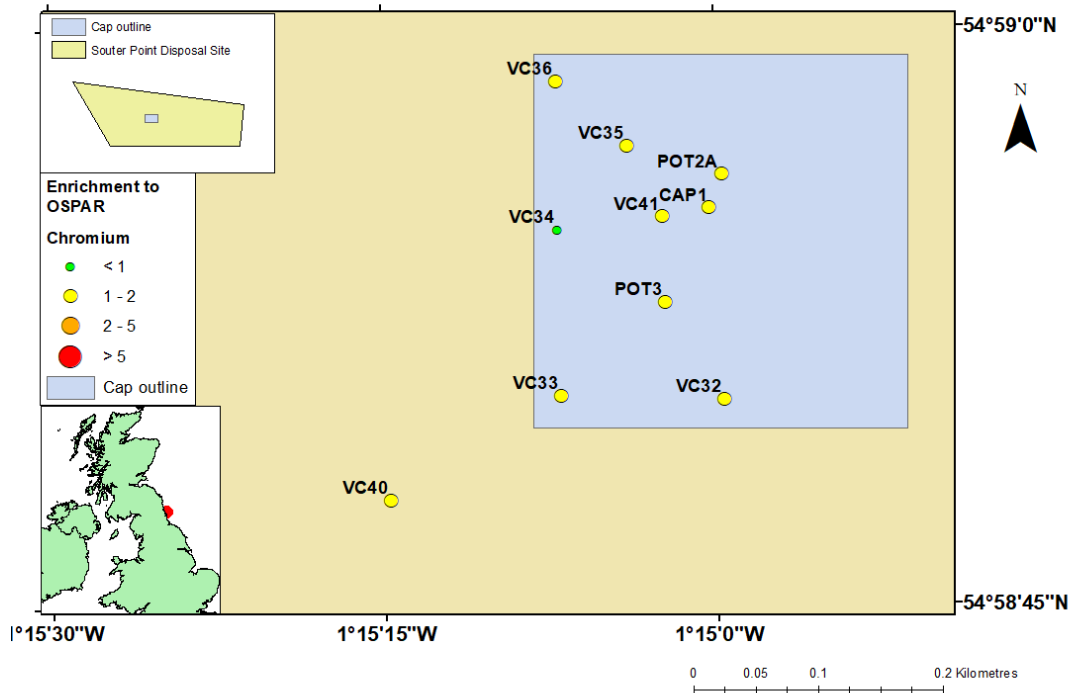 Cap outline
Souter Point Disposal Site
Enrichment to
OSPAR
Chromium
< 1
1 - 2
2 - 5
> 5
Cap outline
54°59'0"N
N
VC36
VC35
POT2A
CAP1
VC41
VC34
POT3
VC33
VC32
VC40
54°58'45"N
1°15'30"W
1°15'15"W
1°15'0"W
0 0.05 0.1 0.2 Kilometres